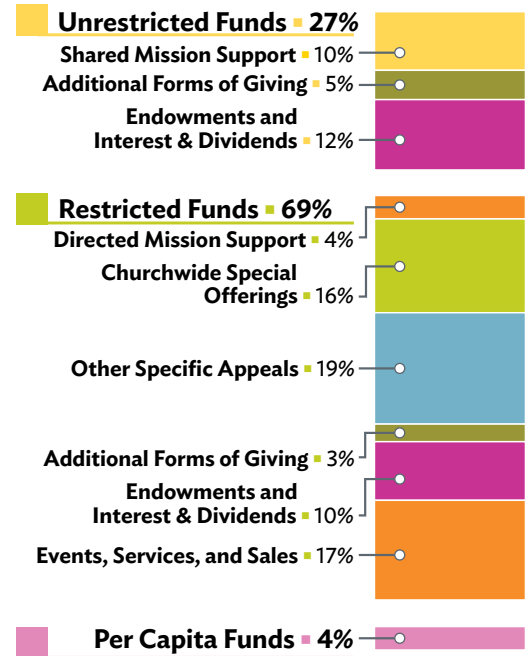 Unrestricted Funds ▪ 27%
Shared Mission Support ▪ 10%
Additional Forms of Giving ▪ 5%
Endowments and
Interest & Dividends ▪ 12%
Restricted Funds ▪ 69%
Directed Mission Support ▪ 4%
Churchwide Special
Offerings ▪ 16%
Other Specific Appeals ▪ 19%
Additional Forms of Giving ▪ 3%
Endowments and
Interest & Dividends ▪ 10%
Events, Services, and Sales ▪ 17%
Per Capita Funds ▪ 4%